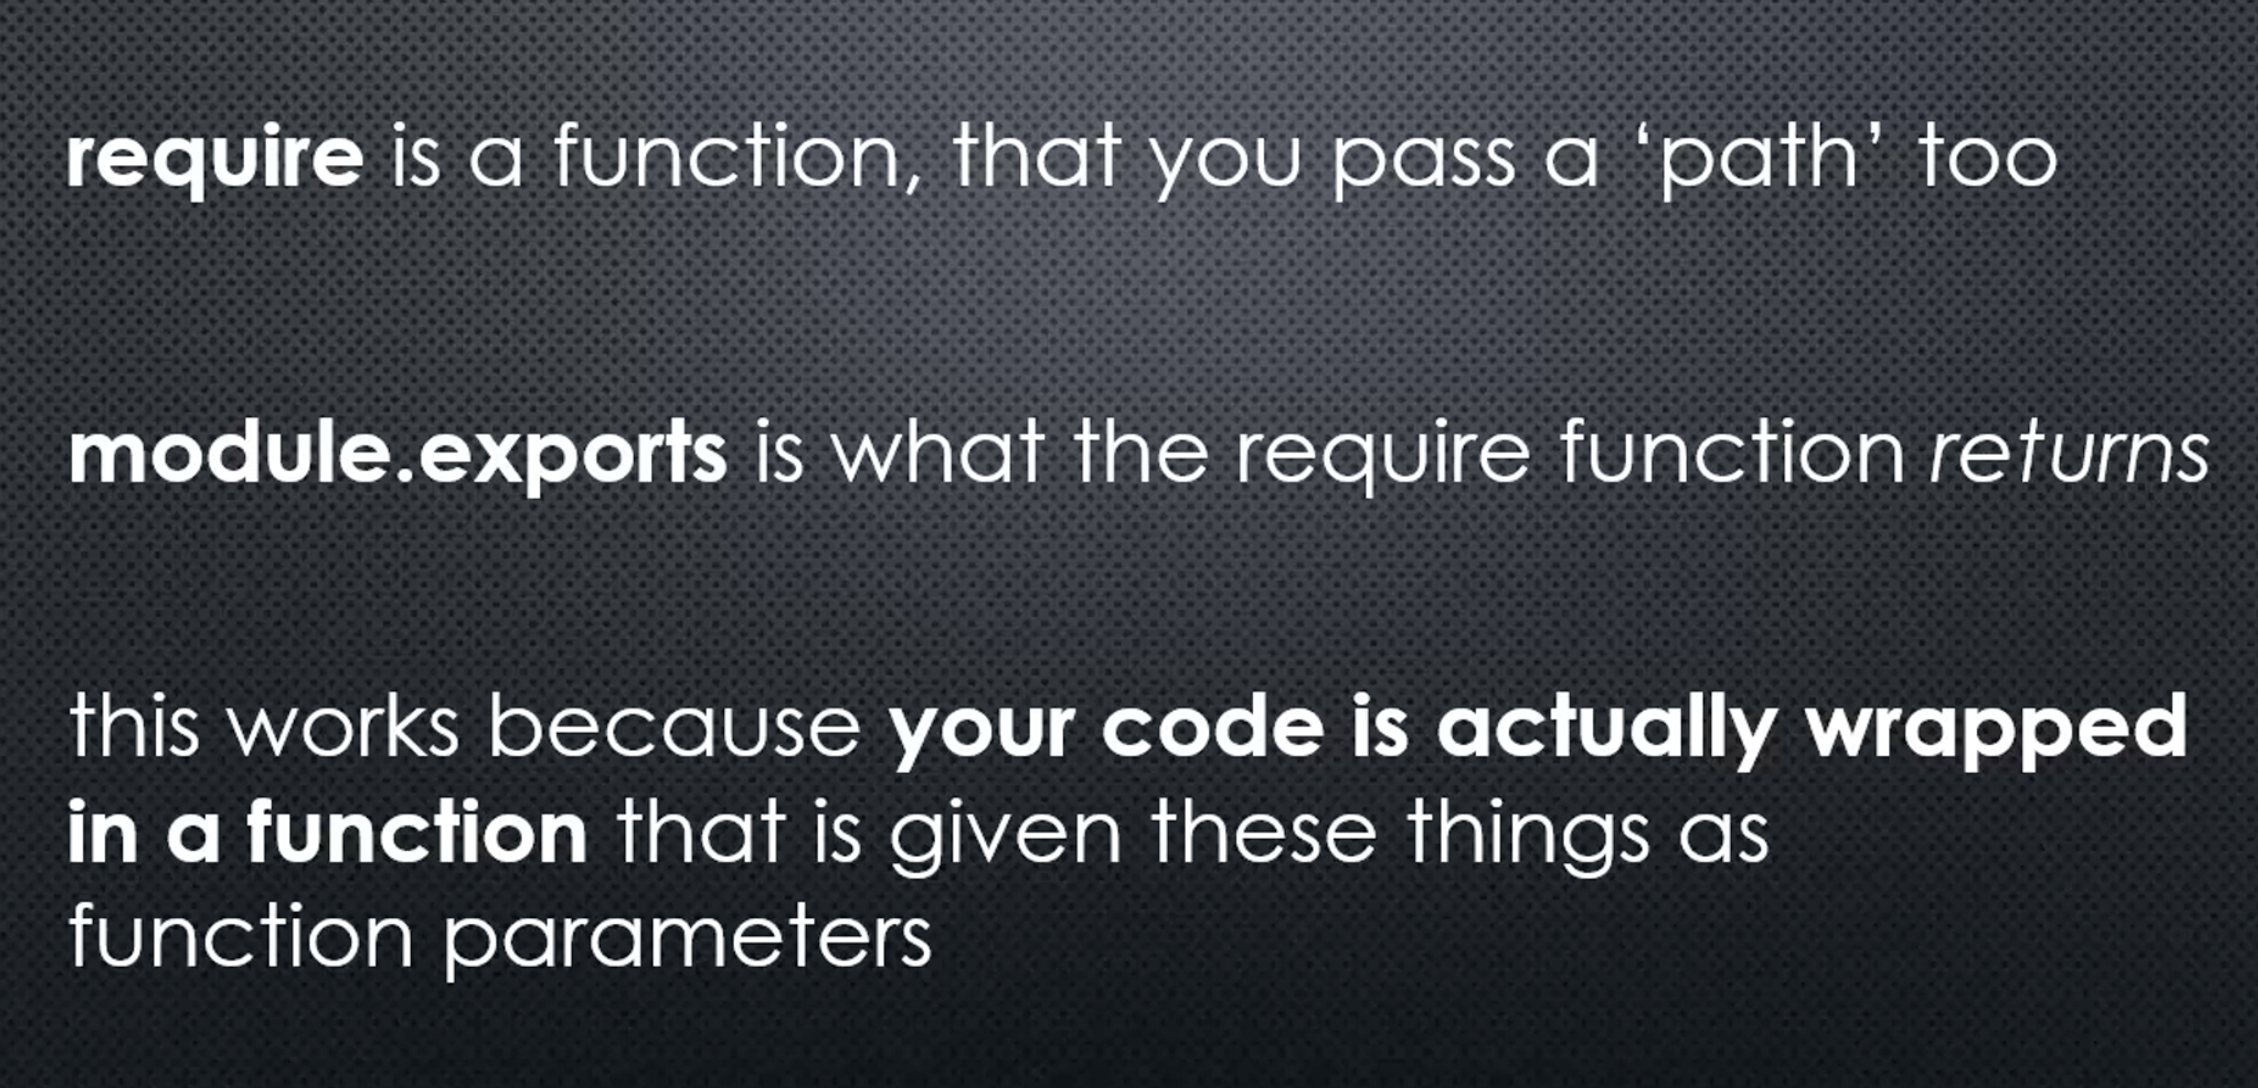 require is a function, that you pass a ‘path’ too
module.exports is what the require function returns
this works because your code is actually wrapped
in a function that is given these things as
function parameters